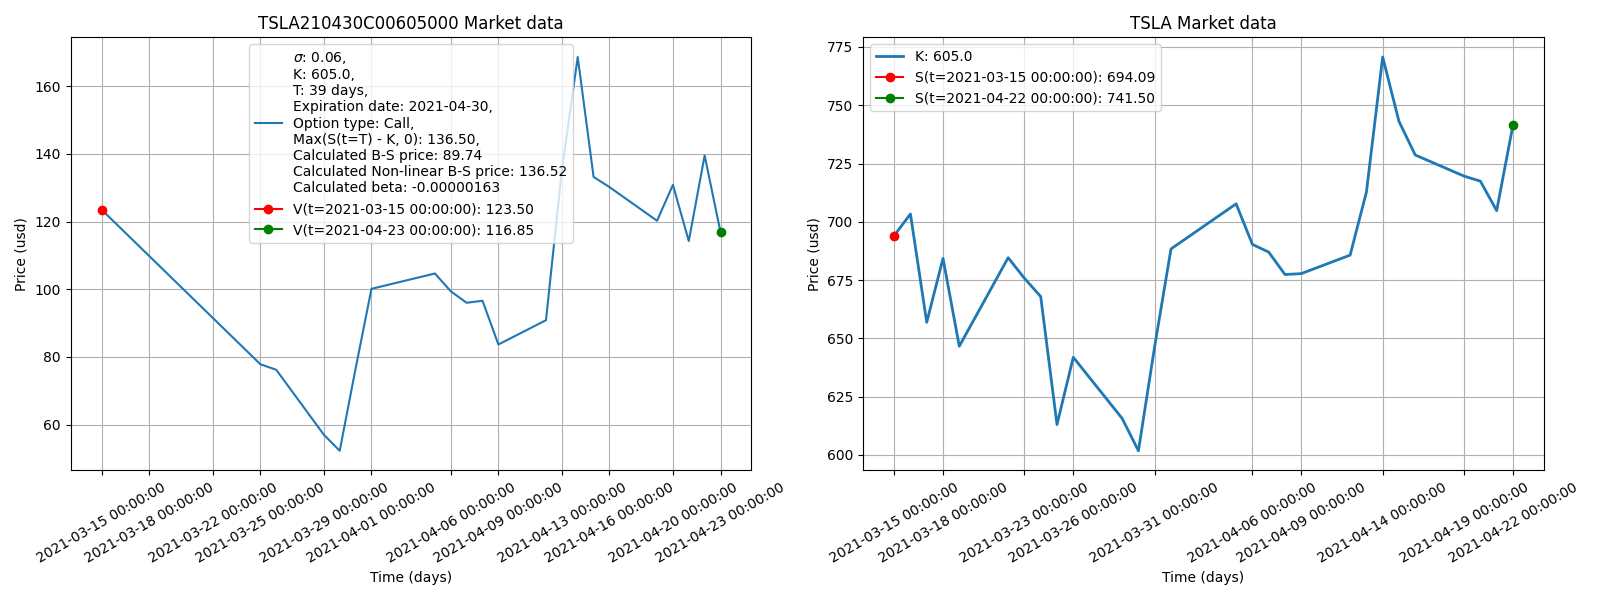 TSLA210430C00605000 Market data
σ: 0.06,
K: 605.0,
T: 39 days,
Expiration date: 2021-04-30,
Option type: Call,
Max(S(t=T) - K, 0): 136.50,
Calculated B-S price: 89.74
Calculated Non-linear B-S price: 136.52
Calculated beta: -0.00000163
V(t=2021-03-15 00:00:00): 123.50
V(t=2021-04-23 00:00:00): 116.85
Price (usd)
160
140
120
100
80
60
2021-03-15 00:00:00
2021-03-18 00:00:00
2021-03-22 00:00:00
2021-03-25 00:00:00
2021-03-29 00:00:00
2021-04-01 00:00:00
2021-04-06 00:00:00
2021-04-09 00:00:00
2021-04-13 00:00:00
2021-04-16 00:00:00
2021-04-20 00:00:00
2021-04-23 00:00:00
Time (days)
TSLA Market data
K: 605.0
S(t=2021-03-15 00:00:00): 694.09
S(t=2021-04-22 00:00:00): 741.50
Price (usd)
775
750
725
700
675
650
625
600
2021-03-15 00:00:00
2021-03-18 00:00:00
2021-03-23 00:00:00
2021-03-26 00:00:00
2021-03-31 00:00:00
2021-04-06 00:00:00
2021-04-09 00:00:00
2021-04-14 00:00:00
2021-04-19 00:00:00
2021-04-22 00:00:00
Time (days)